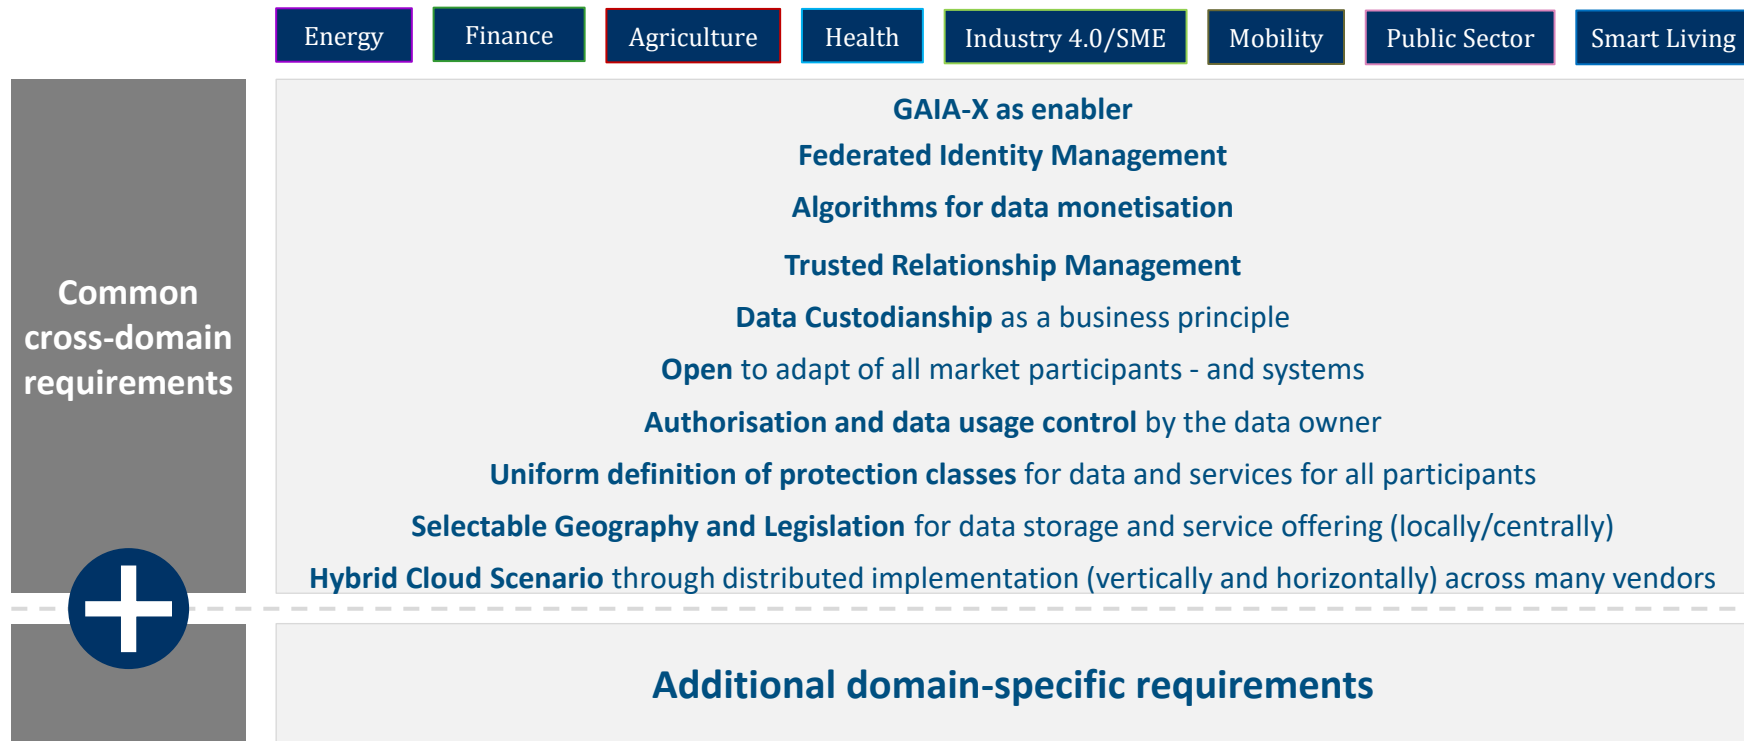 Energy Finance Agriculture Health Industry 4.0/SME Mobility Public Sector Smart Living
Common
cross-domain
requirements
GAIA-X as enabler
Federated Identity Management
Algorithms for data monetisation
Trusted Relationship Management
Data Custodianship as a business principle
Open to adapt of all market participants - and systems
Authorisation and data usage control by the data owner
Uniform definition of protection classes for data and services for all participants
Selectable Geography and Legislation for data storage and service offering (locally/centrally)
Hybrid Cloud Scenario through distributed implementation (vertically and horizontally) across many vendors
Additional domain-specific requirements